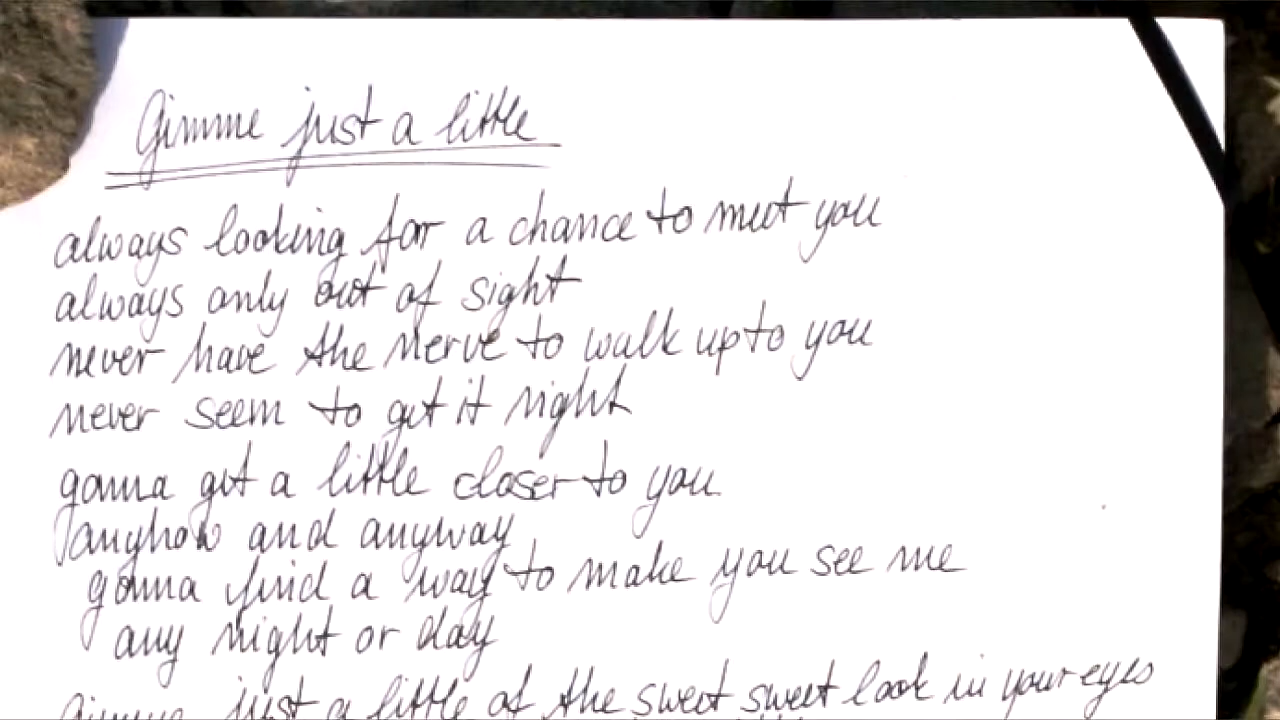 Gimme just a little
always looking for a chance to meet you
always only out of sight
never have the nerve to walk up to you
never seem to get it right
gonna get a little closer to you
anyhow and anyway
gonna find a way to make you see me
any night or day
Gimme just a little of the sweet sweet look in your eyes